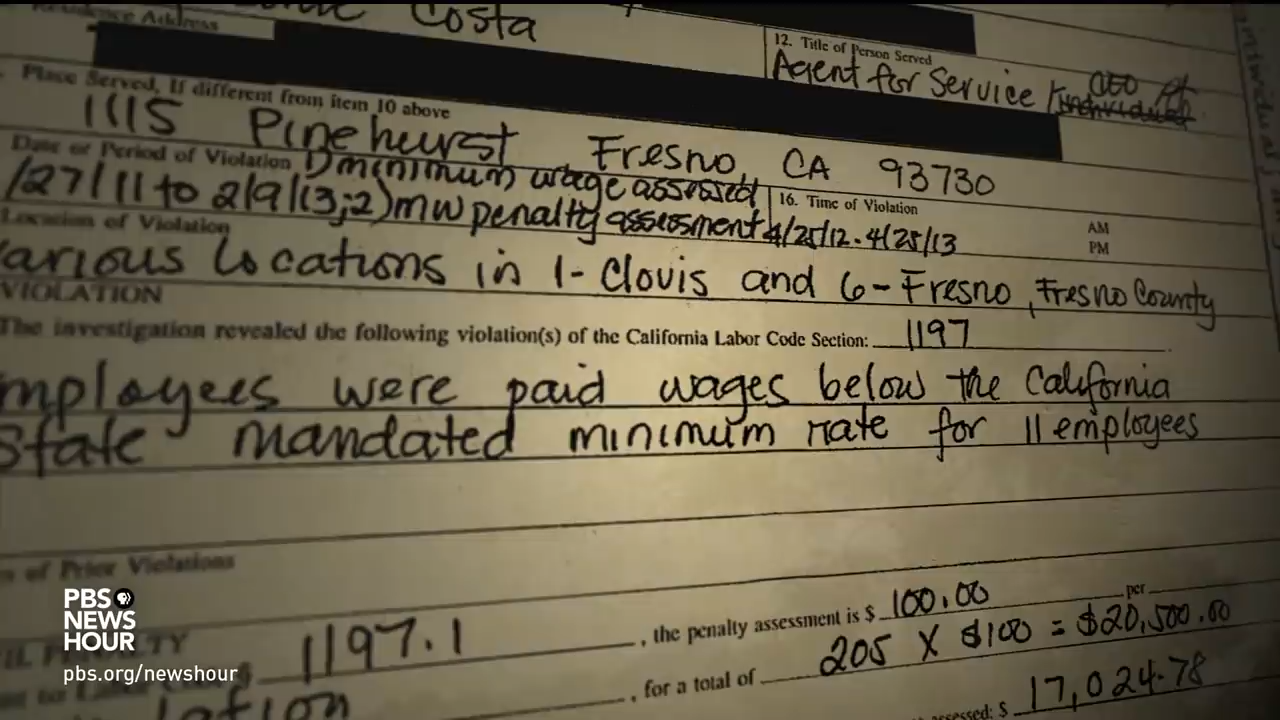 Costa
Residence Address
12. Title of Person Served
Agent for Service CEO
Place Served, If different from item 10 above
1115 Pinehurst Fresno, CA 93730
Date or Period of Violation 1) minimum wage assessed
/27/11 to 2/9/13; 2) mw penalty assessment 4/25/12 - 4/25/13
16. Time of Violation
AM
PM
Location of Violation
arious Locations in 1- Clovis and 6- Fresno, Fresno County
VIOLATION
The investigation revealed the following violation(s) of the California Labor Code Section: 1197
mployees were paid wages below the California
State mandated minimum rate for 11 employees
of Prior Violations
PENALTY
1197.1, the penalty assessment is $ 100.00 per
lation, for a total of 205 X $100 = $20,500.00
sessed: $ 17,024.78
PBS
NEWS
HOUR
pbs.org/newshour